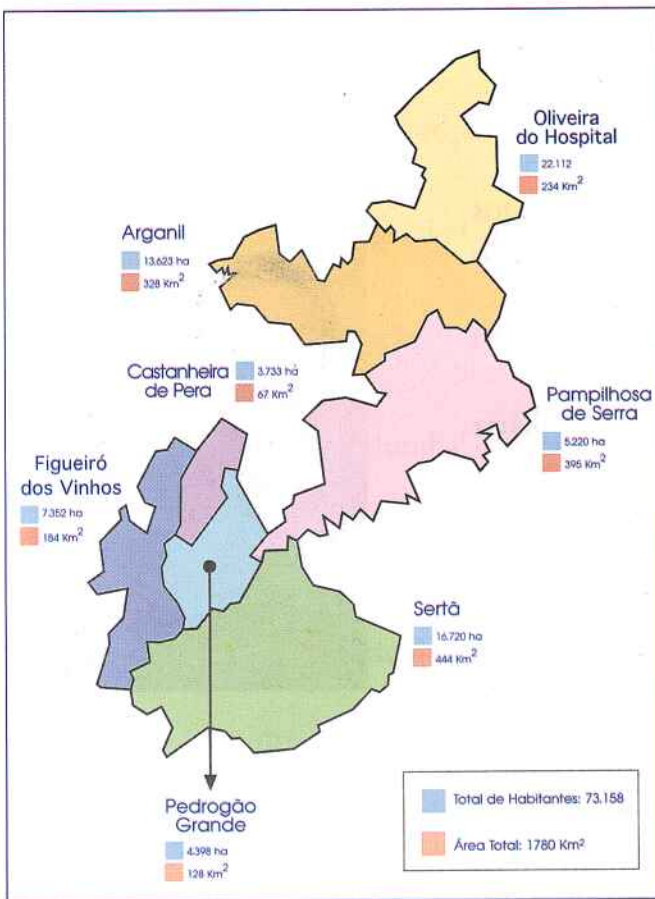 Oliveira
do Hospital
22.112
234 Km²
Arganil
13.623 ha
328 Km²
Castanheira
de Pera
3.733 há
67 Km²
Pampilhosa
de Serra
5.220 ha
395 Km²
Figueiró
dos Vinhos
7.352 ha
184 Km²
Sertã
16.720 ha
444 Km²
Pedrogão
Grande
4.398 ha
128 Km²
Total de Habitantes: 73.158
Área Total: 1780 Km²